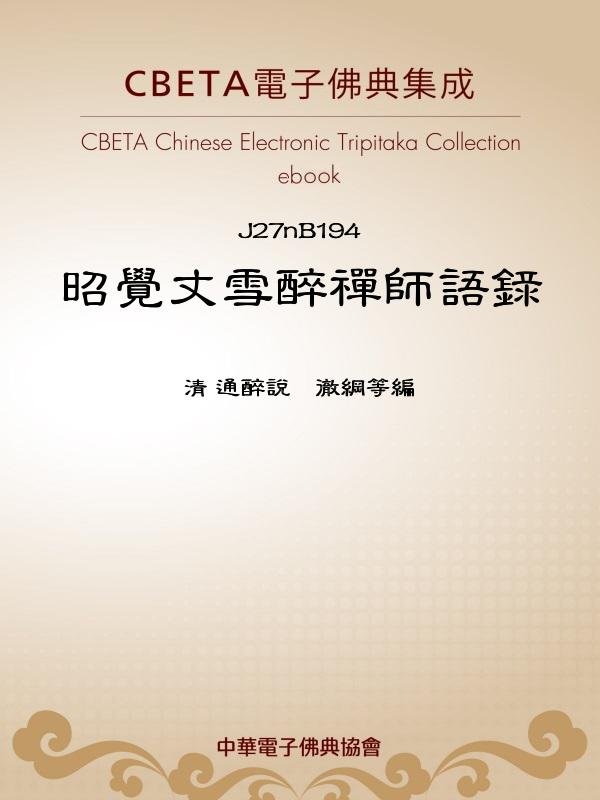 CBETA電子佛典集成
CBETA Chinese Electronic Tripitaka Collection
ebook
J27nB194
昭覺丈雪醉禪師語錄
清 通醉說　徹綱等編
中華電子佛典協會